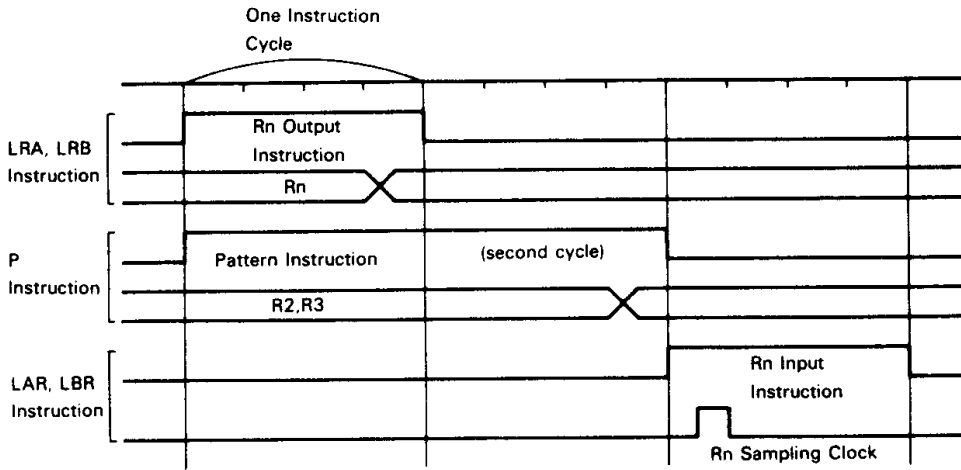 One Instruction
Cycle
LRA, LRB
Instruction
Rn Output
Instruction
Rn
P
Instruction
Pattern Instruction
(second cycle)
R2,R3
LAR, LBR
Instruction
Rn Input
Instruction
Rn Sampling Clock